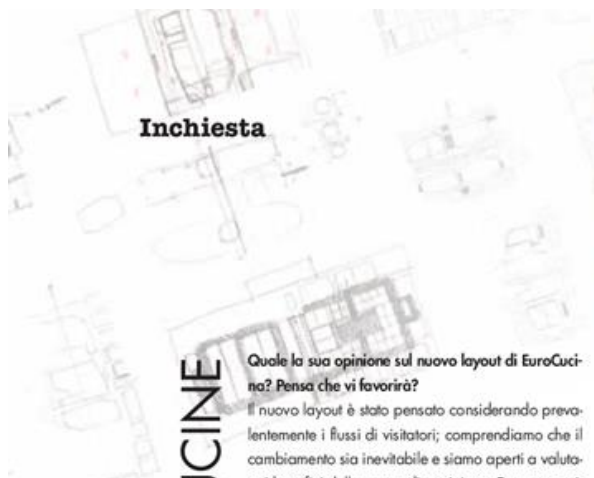 Inchiesta
UCINE
Quale la sua opinione sul nuovo layout di EuroCuci-
na? Pensa che vi favorirà?
Il nuovo layout è stato pensato considerando preva-
lentemente i flussi di visitatori; comprendiamo che il
cambiamento sia inevitabile e siamo aperti a valuta-